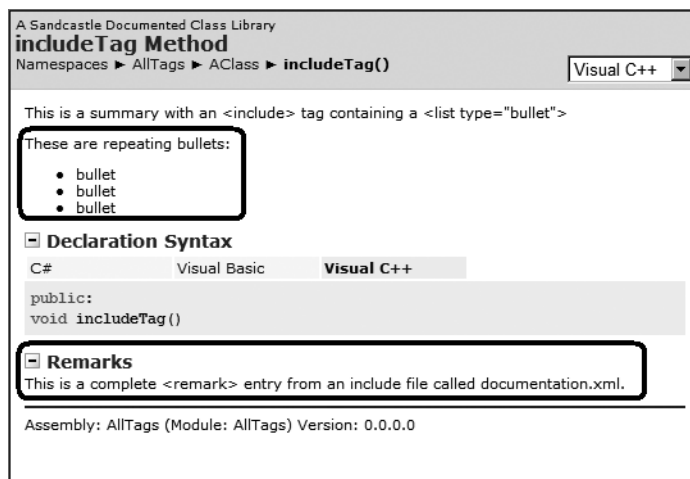 A Sandcastle Documented Class Library
includeTag Method
Namespaces ► AllTags ► AClass ► includeTag()
Visual C++
This is a summary with an <include> tag containing a <list type="bullet">
These are repeating bullets:
• bullet
• bullet
• bullet
Declaration Syntax
C# Visual Basic Visual C++
public:
void includeTag()
Remarks
This is a complete <remark> entry from an include file called documentation.xml.
Assembly: AllTags (Module: AllTags) Version: 0.0.0.0